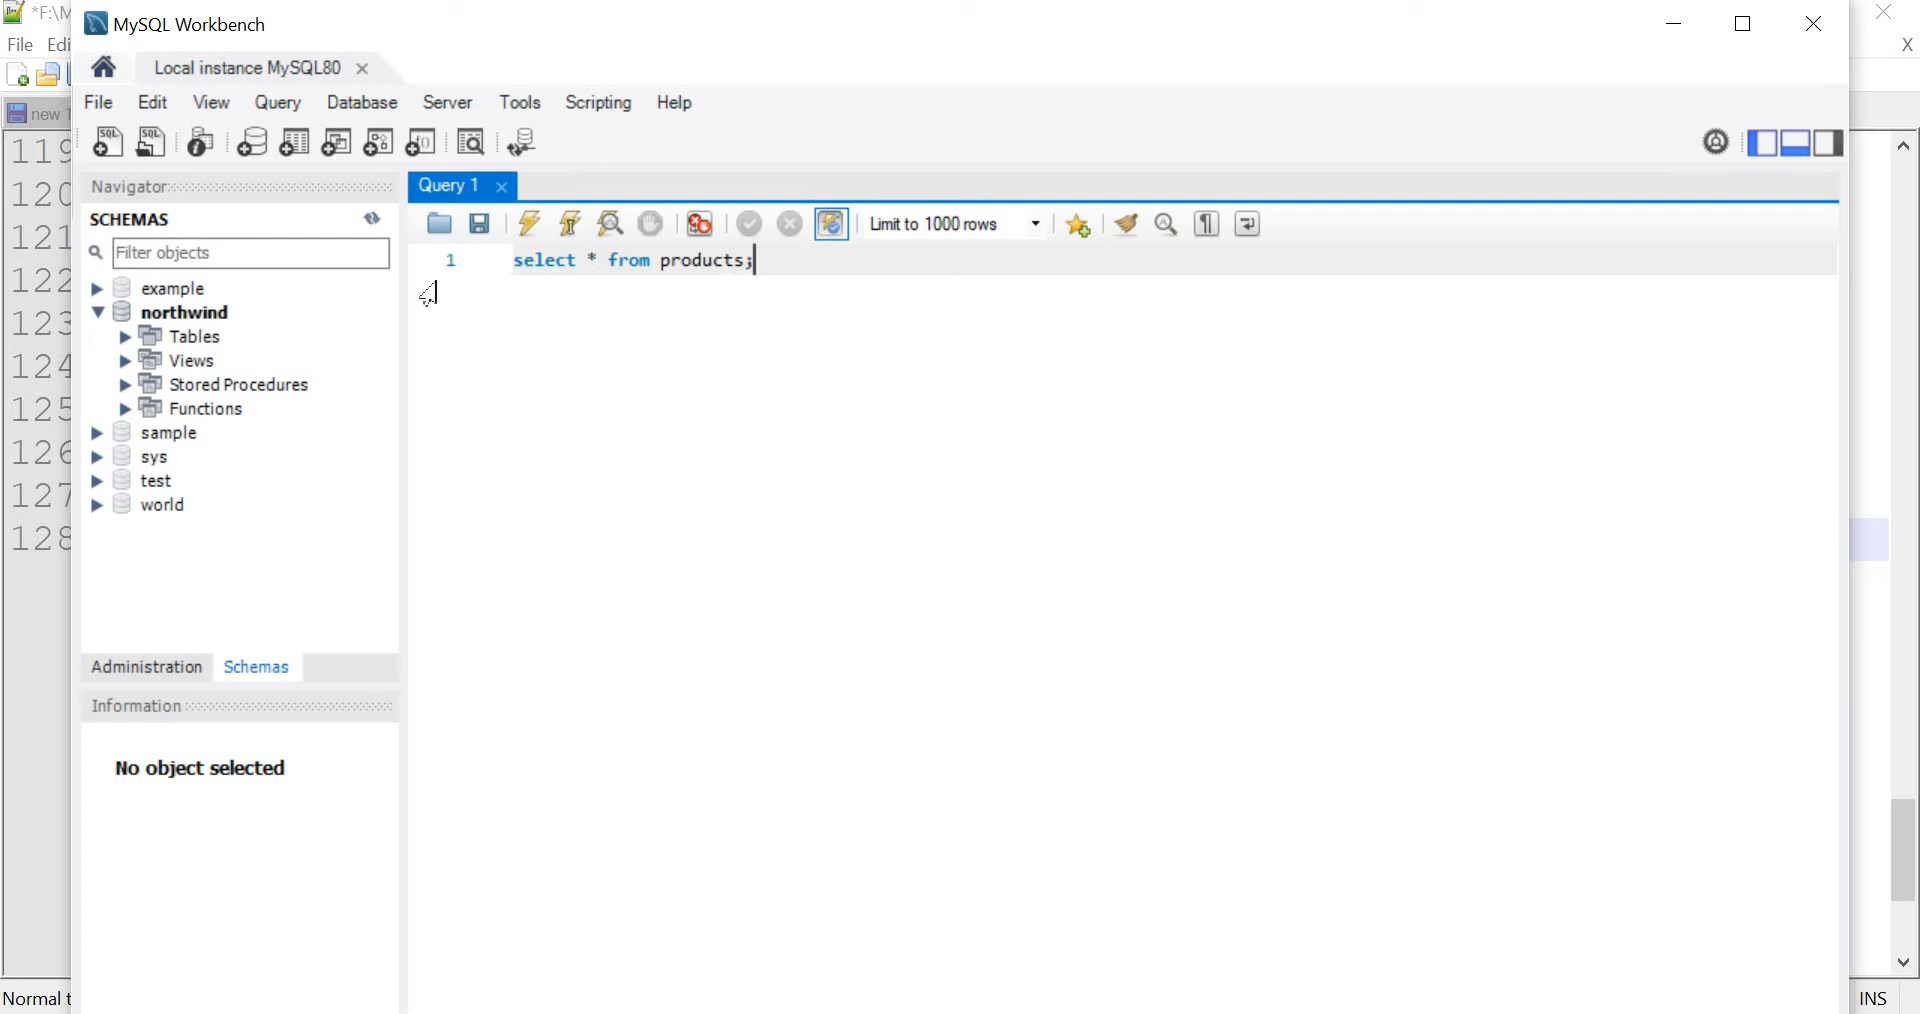 *F:\M
MySQL Workbench
File Edi
X
Local instance MySQL80
File Edit View Query Database Server Tools Scripting Help
new 1
Navigator
Query 1
SCHEMAS
Limit to 1000 rows
Filter objects
1 select * from products;
example
northwind
Tables
Views
Stored Procedures
Functions
sample
sys
test
world
119
120
121
122
123
124
125
126
127
128
Administration Schemas
Information
No object selected
Normal t
INS